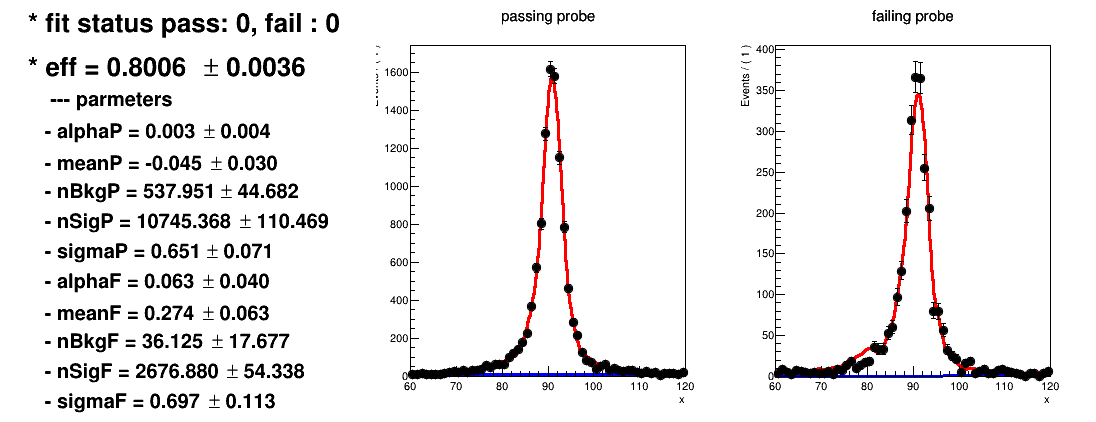 * fit status pass: 0, fail : 0
* eff = 0.8006 ± 0.0036
--- parmeters
- alphaP = 0.003 ± 0.004
- meanP = -0.045 ± 0.030
- nBkgP = 537.951 ± 44.682
- nSigP = 10745.368 ± 110.469
- sigmaP = 0.651 ± 0.071
- alphaF = 0.063 ± 0.040
- meanF = 0.274 ± 0.063
- nBkgF = 36.125 ± 17.677
- nSigF = 2676.880 ± 54.338
- sigmaF = 0.697 ± 0.113
passing probe
1600
1400
1200
1000
800
600
400
200
0
60 70 80 90 100 110 120
x
failing probe
Events / ( 1 )
400
350
300
250
200
150
100
50
0
60 70 80 90 100 110 120
x